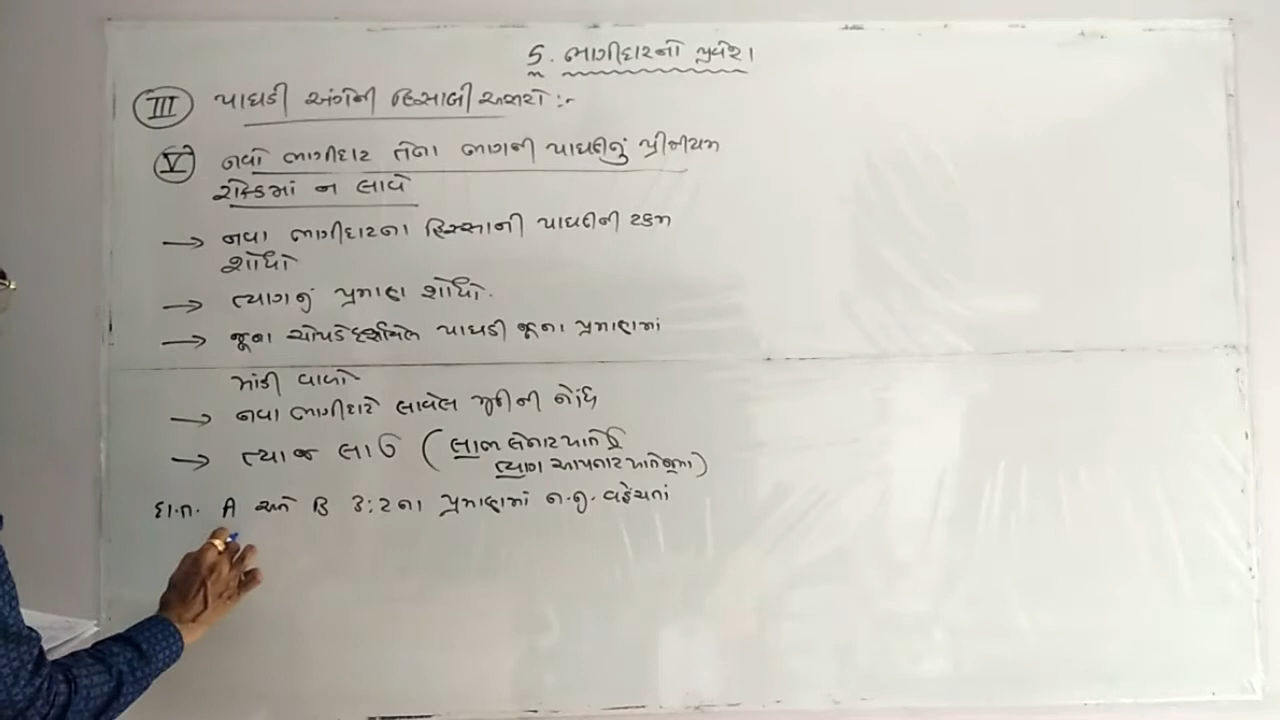 5. ભાગીદારનો પ્રવેશ
III પાઘડી અંગેની હિસાબી અસરો :-
V નવો ભાગીદાર તેના ભાગની પાઘડીનું પ્રીમીયમ
રોકડમાં ન લાવે
→ નવા ભાગીદારના હિસ્સાની પાઘડીની રકમ
શોધો
→ ત્યાગનું પ્રમાણ શોધો.
→ જૂના ચોપડે દર્શાવેલ પાઘડી જૂના પ્રમાણમાં
માંડી વાળો
→ નવા ભાગીદારે લાવેલ મૂડીની નોંધ
→ ત્યાજ લાઉ (લાભ લેનાર ખાતે ઉ
ત્યાગ આપનાર ખાતે જમા)
દા.ત. A અને B 3:2ના પ્રમાણમાં ન.નુ. વહેંચતાં